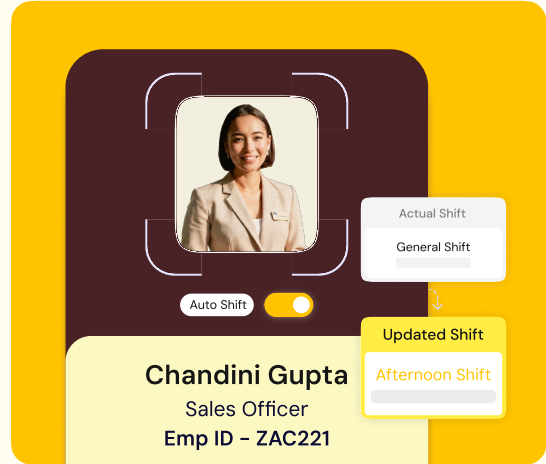 Actual Shift
General Shift
Auto Shift
Updated Shift
Afternoon Shift
Chandini Gupta
Sales Officer
Emp ID - ZAC221